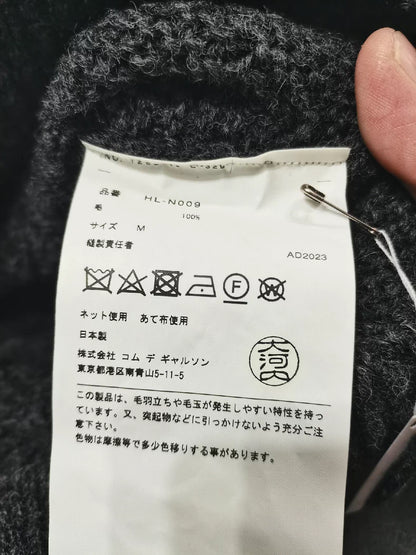 品番 HL-N009
毛 100%
サイズ M
縫製責任者
AD2023
F
W
ネット使用 あて布使用
日本製
株式会社 コム デ ギャルソン
東京都港区南青山5-11-5
大河内
この製品は、毛羽立ちや毛玉が発生しやすい特性を持っ
ています。又、突起物などに引っかけないよう充分ご注
意下さい。
色物は摩擦等で多少色移りする事があります。